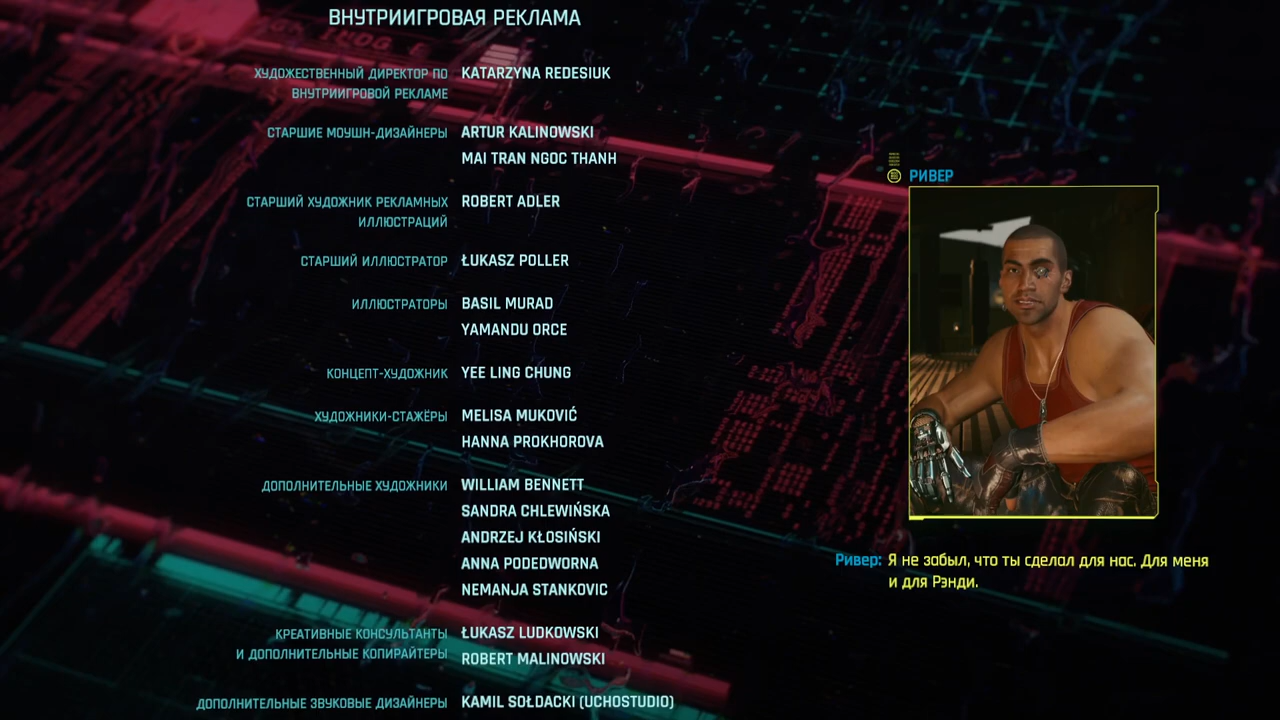 ВНУТРИИГРОВАЯ РЕКЛАМА
ХУДОЖЕСТВЕННЫЙ ДИРЕКТОР ПО KATARZYNA REDESIUK
ВНУТРИИГРОВОЙ РЕКЛАМЕ
СТАРШИЕ МОУШН-ДИЗАЙНЕРЫ ARTUR KALINOWSKI
MAI TRAN NGOC THANH
СТАРШИЙ ХУДОЖНИК РЕКЛАМНЫХ ROBERT ADLER
ИЛЛЮСТРАЦИЙ
СТАРШИЙ ИЛЛЮСТРАТОР ŁUKASZ POLLER
ИЛЛЮСТРАТОРЫ BASIL MURAD
YAMANDU ORCE
КОНЦЕПТ-ХУДОЖНИК YEE LING CHUNG
ХУДОЖНИКИ-СТАЖЁРЫ MELISA MUKOVIĆ
HANNA PROKHOROVA
ДОПОЛНИТЕЛЬНЫЕ ХУДОЖНИКИ WILLIAM BENNETT
SANDRA CHLEWIŃSKA
ANDRZEJ KŁOSIŃSKI
ANNA PODEDWORNA
NEMANJA STANKOVIC
КРЕАТИВНЫЕ КОНСУЛЬТАНТЫ ŁUKASZ LUDKOWSKI
И ДОПОЛНИТЕЛЬНЫЕ КОПИРАЙТЕРЫ ROBERT MALINOWSKI
ДОПОЛНИТЕЛЬНЫЕ ЗВУКОВЫЕ ДИЗАЙНЕРЫ KAMIL SOŁDACKI (UCHOSTUDIO)
РИВЕР
Ривер: Я не забыл, что ты сделал для нас. Для меня
и для Рэнди.